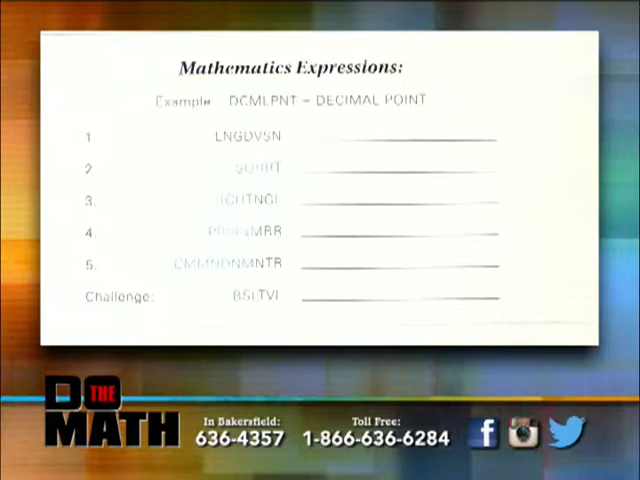 Mathematics Expressions:
Example DCMLPNT = DECIMAL POINT
1 LNGDVSN
2
3.
4.
5. CMMNDNMNTR
Challenge: BSLTVL
DO THE MATH
In Bakersfield:
636-4357
Toll Free:
1-866-636-6284